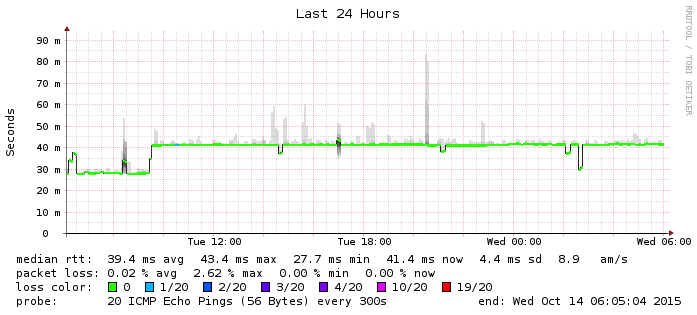 Last 24 Hours
RRDTOOL / TOBI OETIKER
Seconds
90 m
80 m
70 m
60 m
50 m
40 m
30 m
20 m
10 m
0
Tue 12:00 Tue 18:00 Wed 00:00 Wed 06:00
median rtt: 39.4 ms avg 43.4 ms max 27.7 ms min 41.4 ms now 4.4 ms sd 8.9 am/s
packet loss: 0.02 % avg 2.62 % max 0.00 % min 0.00 % now
loss color: 0 1/20 2/20 3/20 4/20 10/20 19/20
probe: 20 ICMP Echo Pings (56 Bytes) every 300s end: Wed Oct 14 06:05:04 2015